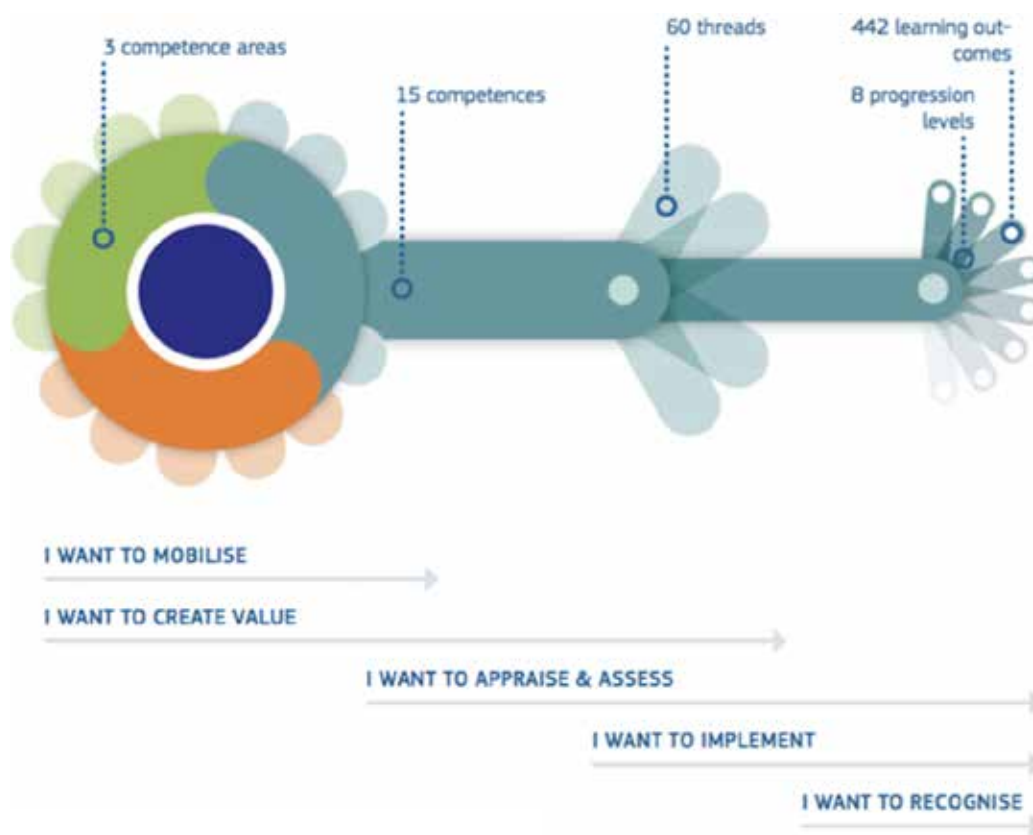 3 competence areas
15 competences
60 threads
442 learning out-
comes
8 progression
levels
I WANT TO MOBILISE
I WANT TO CREATE VALUE
I WANT TO APPRAISE & ASSESS
I WANT TO IMPLEMENT
I WANT TO RECOGNISE